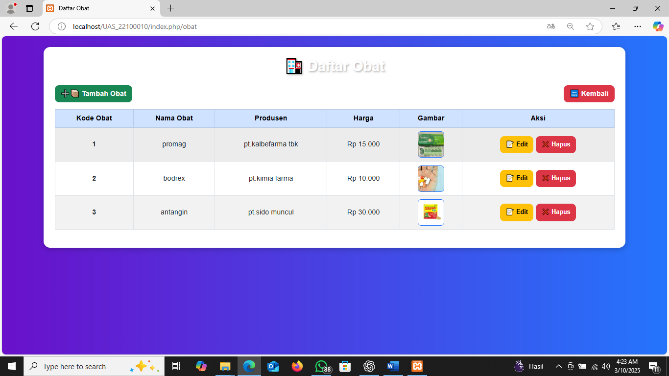 Daftar Obat
localhost/UAS_22100010/index.php/obat
Daftar Obat
Tambah Obat
Kembali
Kode Obat Nama Obat Produsen Harga Gambar Aksi
1 promag pt.kalbefarma tbk Rp 15.000 Edit Hapus
2 bodrex pt.kimia farma Rp 10.000 Edit Hapus
3 antangin pt.sido muncul Rp 30.000 Edit Hapus
Type here to search
Hasil
4:23 AM
3/10/2025